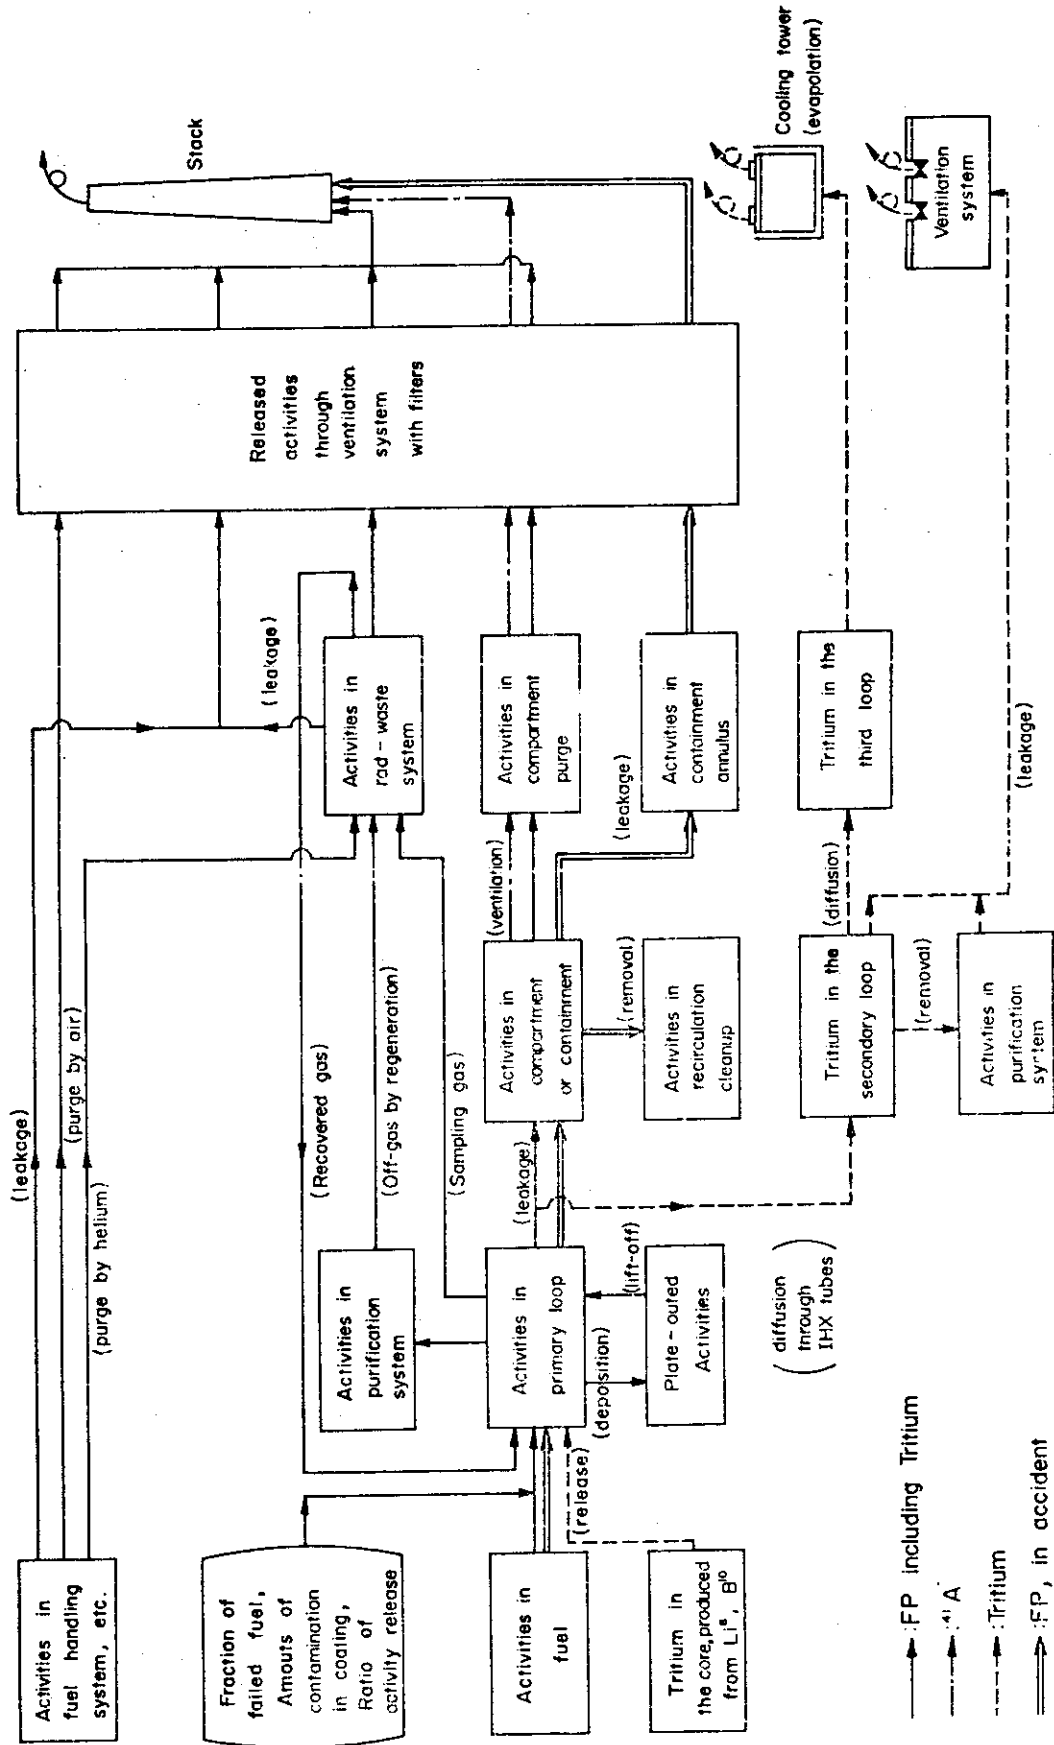 Activities in
fuel handling
system, etc.
(leakage)
(purge by air)
(purge by helium)
Fraction of
failed fuel,
Amouts of
contamination
in coating,
Ratio of
activity release
(Recovered gas)
Activities in
purification
system
(Off-gas by regeneration)
(Sampling gas)
Activities in
rad-waste
system
(leakage)
Released
activities
through
ventilation
system
with filters
Stack
Activities in
fuel
Activities in
primary loop
(deposition)
(lift-off)
Plate-outed
Activities
(leakage)
Activities in
compartment
or containment
(ventilation)
(removal)
Activities in
recirculation
cleanup
Activities in
compartment
purge
(leakage)
Activities in
containment
annulus
Tritium in
the core, produced
from Li⁶, B¹⁰
(release)
(diffusion
through
IHX tubes)
Tritium in the
secondary loop
(removal)
Activities in
purification
system
(diffusion)
Tritium in the
third loop
(leakage)
Cooling tower
(evapolation)
Ventilation
system
:FP including Tritium
:⁴¹A
:Tritium
:FP, in accident